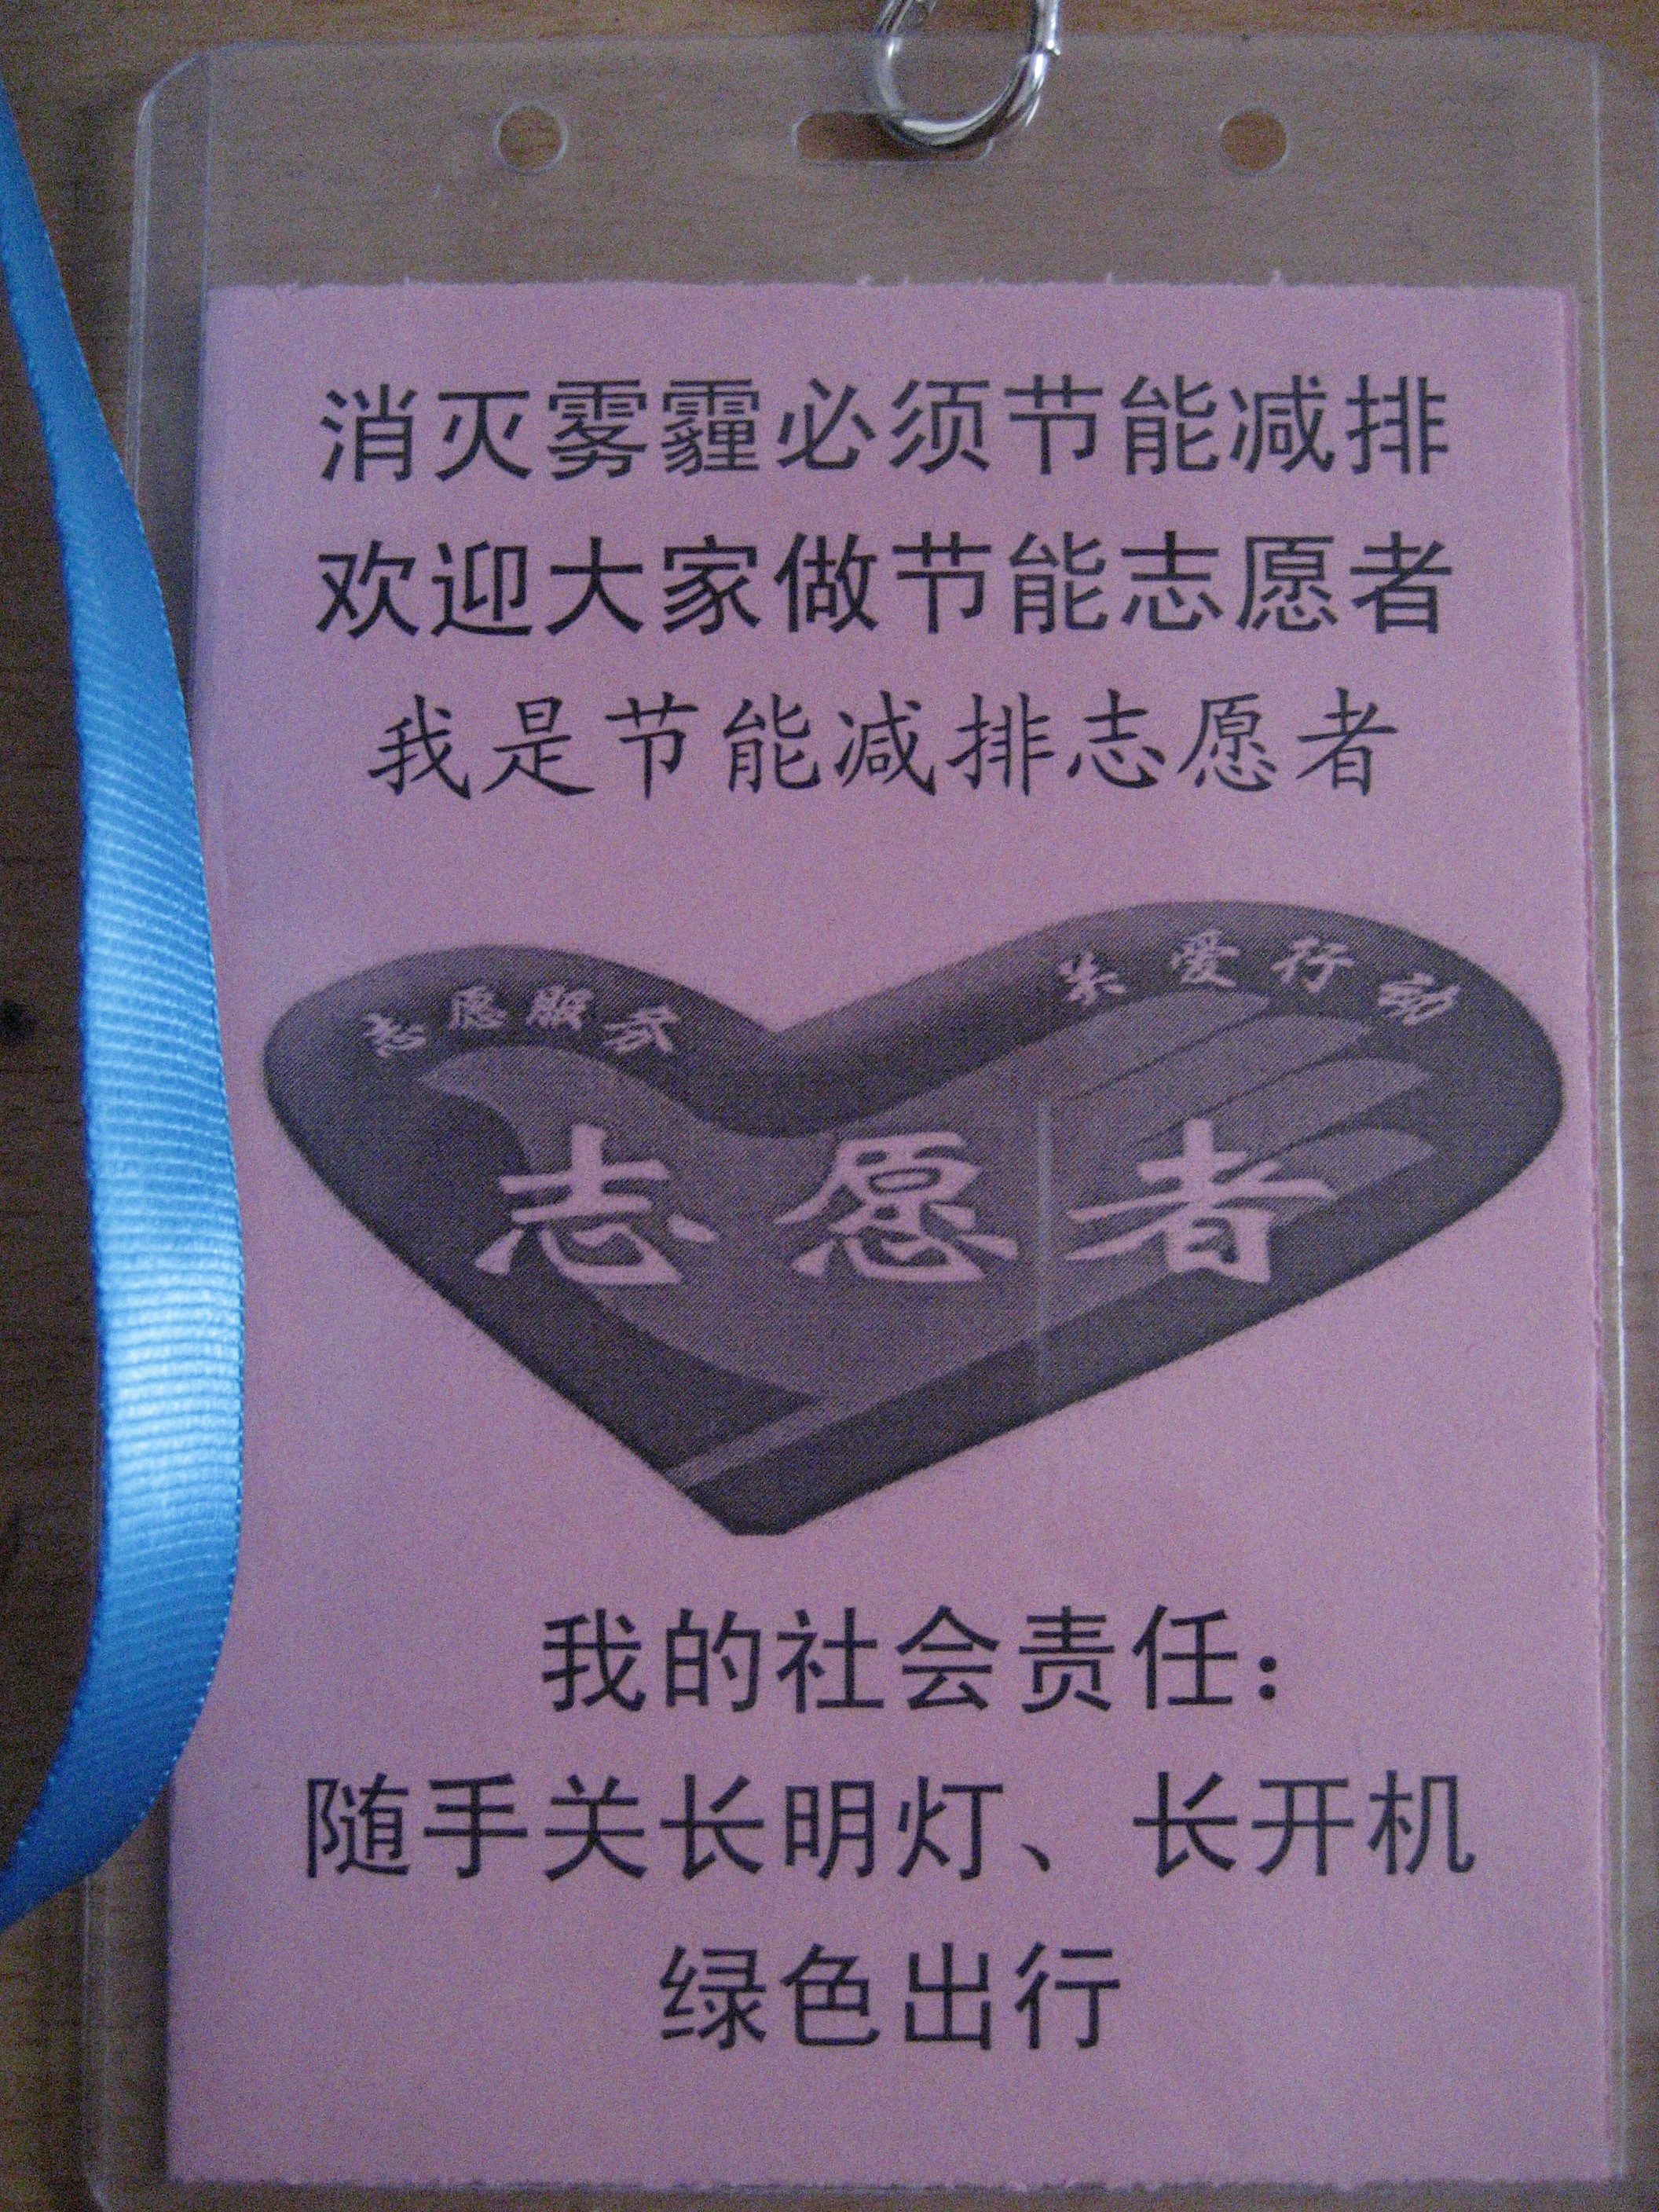 消灭雾霾必须节能减排
欢迎大家做节能志愿者
我是节能减排志愿者
志愿服务
关爱行动
志愿者
我的社会责任：
随手关长明灯、长开机
绿色出行